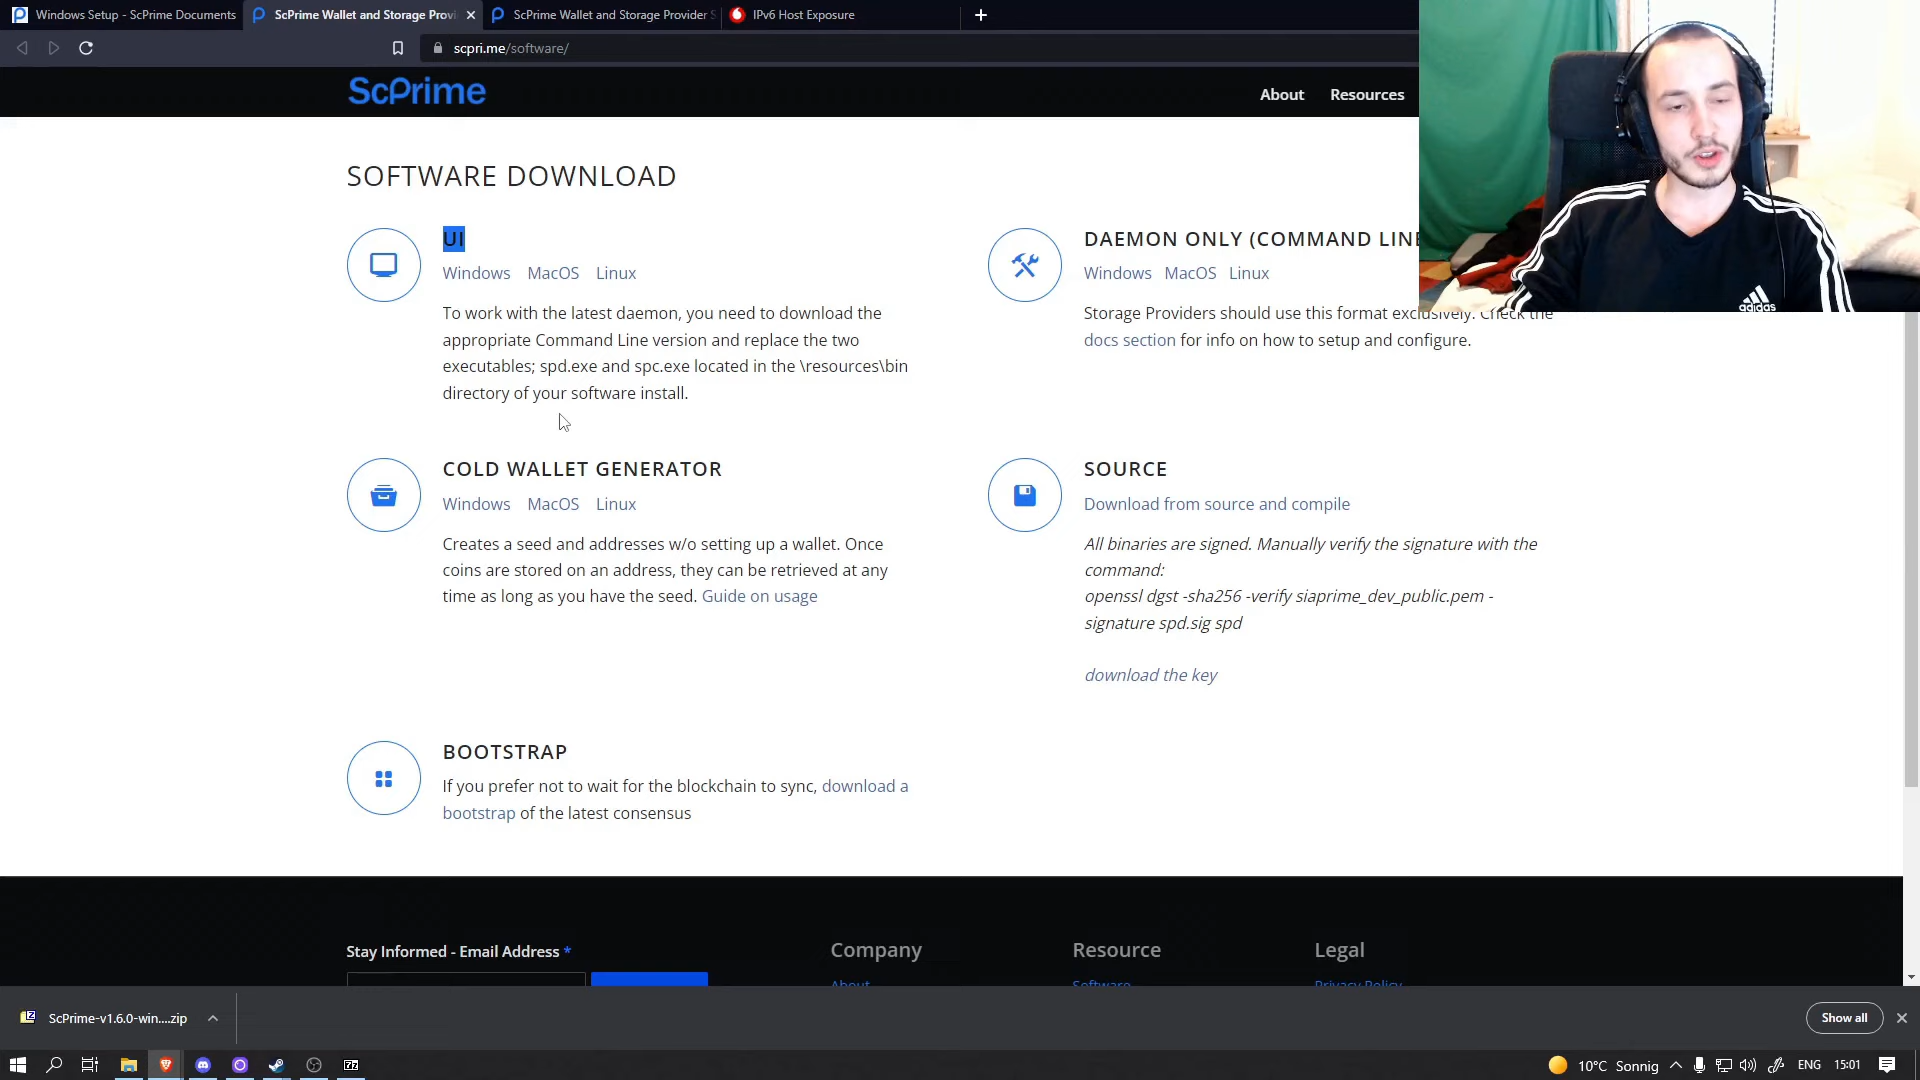 Windows Setup - ScPrime Documents
ScPrime Wallet and Storage Provi
ScPrime Wallet and Storage Provider S
IPv6 Host Exposure
scpri.me/software/
ScPrime
About
Resources
SOFTWARE DOWNLOAD
UI
Windows MacOS Linux
To work with the latest daemon, you need to download the
appropriate Command Line version and replace the two
executables; spd.exe and spc.exe located in the \resources\bin
directory of your software install.
DAEMON ONLY (COMMAND LINE
Windows MacOS Linux
Storage Providers should use this format exclusively. Check the
docs section for info on how to setup and configure.
COLD WALLET GENERATOR
Windows MacOS Linux
Creates a seed and addresses w/o setting up a wallet. Once
coins are stored on an address, they can be retrieved at any
time as long as you have the seed. Guide on usage
SOURCE
Download from source and compile
All binaries are signed. Manually verify the signature with the
command:
openssl dgst -sha256 -verify siaprime_dev_public.pem -
signature spd.sig spd
download the key
BOOTSTRAP
If you prefer not to wait for the blockchain to sync, download a
bootstrap of the latest consensus
Stay Informed - Email Address *
Company
About
Resource
Software
Legal
Privacy Policy
adidas
ScPrime-v1.6.0-win....zip
Show all
10°C Sonnig
ENG
15:01